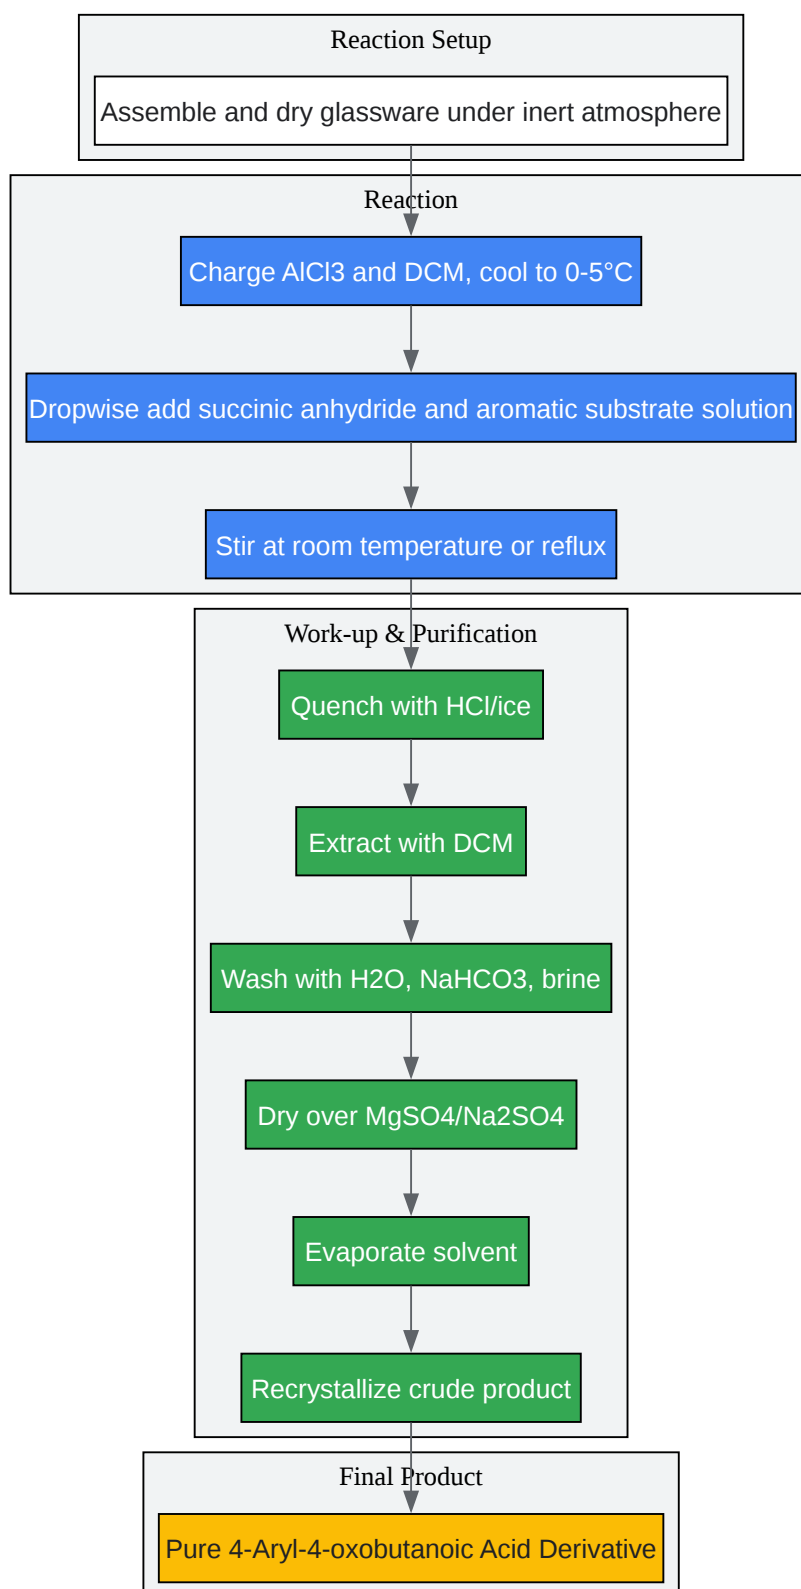 Reaction Setup
Assemble and dry glassware under inert atmosphere
Reaction
Charge AlCl3 and DCM, cool to 0-5°C
Dropwise add succinic anhydride and aromatic substrate solution
Stir at room temperature or reflux
Work-up & Purification
Quench with HCl/ice
Extract with DCM
Wash with H2O, NaHCO3, brine
Dry over MgSO4/Na2SO4
Evaporate solvent
Recrystallize crude product
Final Product
Pure 4-Aryl-4-oxobutanoic Acid Derivative